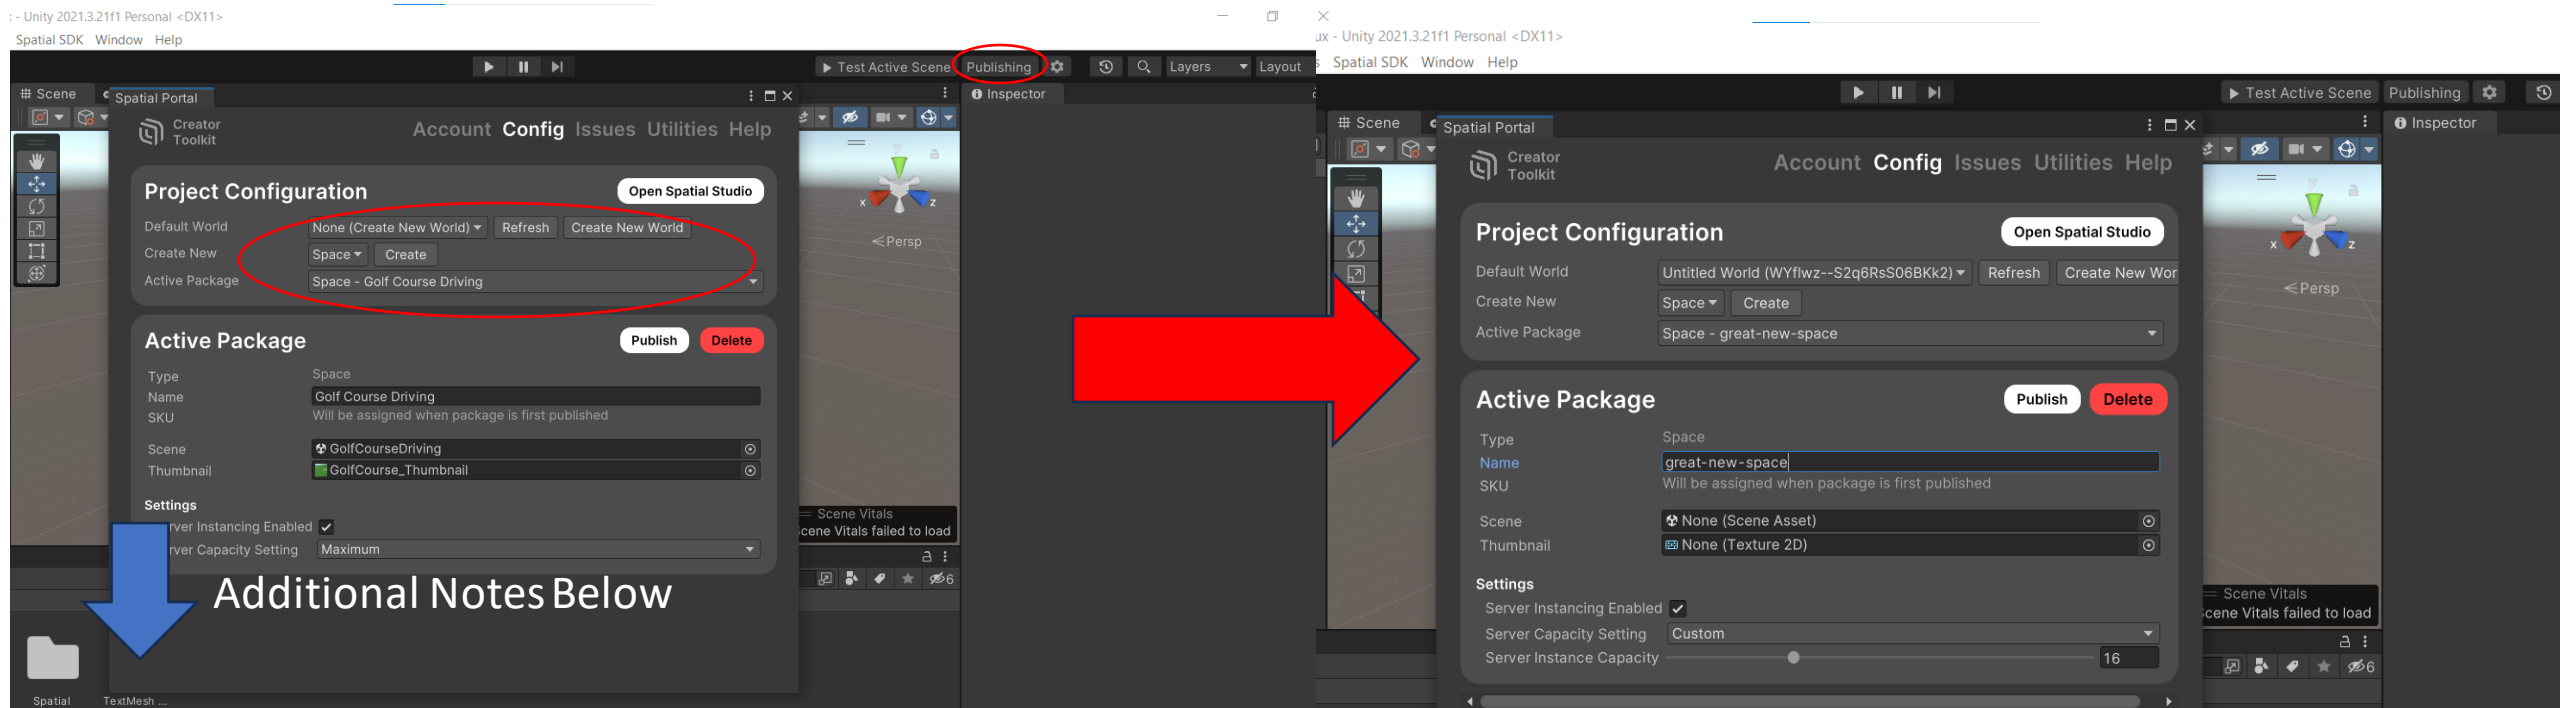 - Unity 2021.3.21f1 Personal <DX11>
Spatial SDK Window Help
Test Active Scene Publishing Layers Layout
Scene
Spatial Portal
Inspector
Creator
Toolkit
Account Config Issues Utilities Help
Project Configuration
Open Spatial Studio
Default World None (Create New World) Refresh Create New World
Create New Space Create
Active Package Space - Golf Course Driving
y
x
z
Persp
Active Package
Publish Delete
Type Space
Name Golf Course Driving
SKU Will be assigned when package is first published
Scene GolfCourseDriving
Thumbnail GolfCourse_Thumbnail
Settings
rver Instancing Enabled
rver Capacity Setting Maximum
Scene Vitals
Scene Vitals failed to load
6
Additional Notes Below
Spatial TextMesh ...
ux - Unity 2021.3.21f1 Personal <DX11>
s Spatial SDK Window Help
Test Active Scene Publishing
Scene
Spatial Portal
Inspector
Creator
Toolkit
Account Config Issues Utilities Help
Project Configuration
Open Spatial Studio
Default World Untitled World (WYflwz--S2q6RsS06BKk2) Refresh Create New Wor
Create New Space Create
Active Package Space - great-new-space
y
x
z
Persp
Active Package
Publish Delete
Type Space
Name great-new-space
SKU Will be assigned when package is first published
Scene None (Scene Asset)
Thumbnail None (Texture 2D)
Settings
Server Instancing Enabled
Server Capacity Setting Custom
Server Instance Capacity 16
Scene Vitals
Scene Vitals failed to load
6